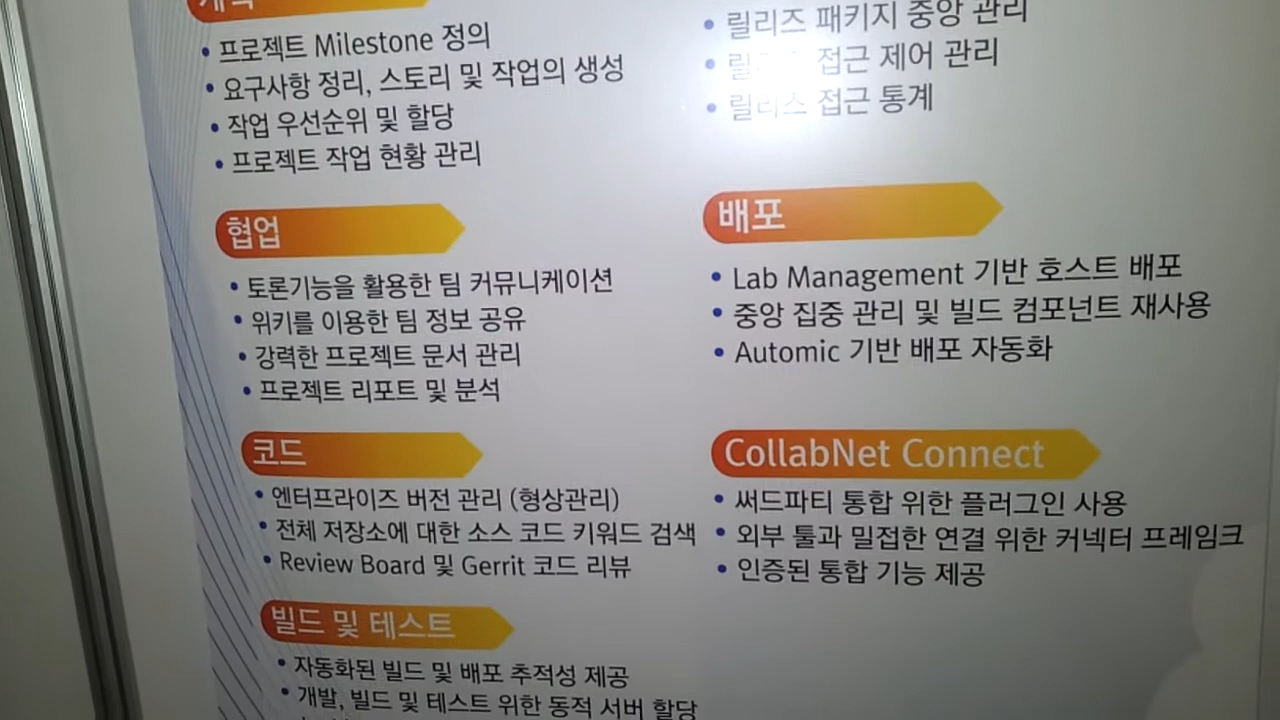 계획
• 프로젝트 Milestone 정의
• 요구사항 정리, 스토리 및 작업의 생성
• 작업 우선순위 및 할당
• 프로젝트 작업 현황 관리
협업
• 토론기능을 활용한 팀 커뮤니케이션
• 위키를 이용한 팀 정보 공유
• 강력한 프로젝트 문서 관리
• 프로젝트 리포트 및 분석
코드
• 엔터프라이즈 버전 관리 (형상관리)
• 전체 저장소에 대한 소스 코드 키워드 검색
• Review Board 및 Gerrit 코드 리뷰
빌드 및 테스트
• 자동화된 빌드 및 배포 추적성 제공
• 개발, 빌드 및 테스트 위한 동적 서버 할당
• 릴리즈 패키지 중앙 관리
• 릴리즈 접근 제어 관리
• 릴리즈 접근 통계
배포
• Lab Management 기반 호스트 배포
• 중앙 집중 관리 및 빌드 컴포넌트 재사용
• Automic 기반 배포 자동화
CollabNet Connect
• 써드파티 통합 위한 플러그인 사용
• 외부 툴과 밀접한 연결 위한 커넥터 프레임크
• 인증된 통합 기능 제공